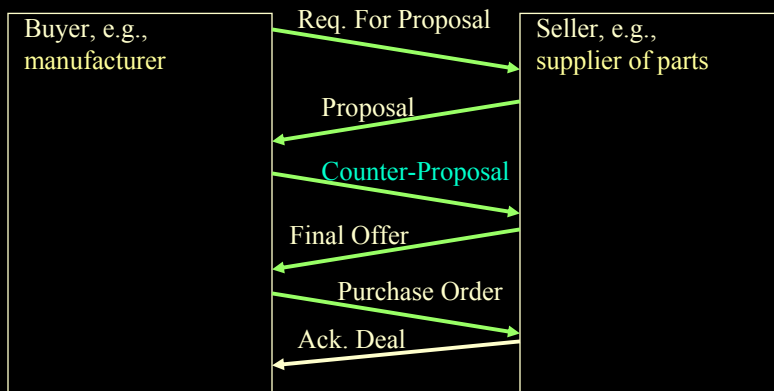 Buyer, e.g.,
manufacturer
Req. For Proposal
Seller, e.g.,
supplier of parts
Proposal
Counter-Proposal
Final Offer
Purchase Order
Ack. Deal